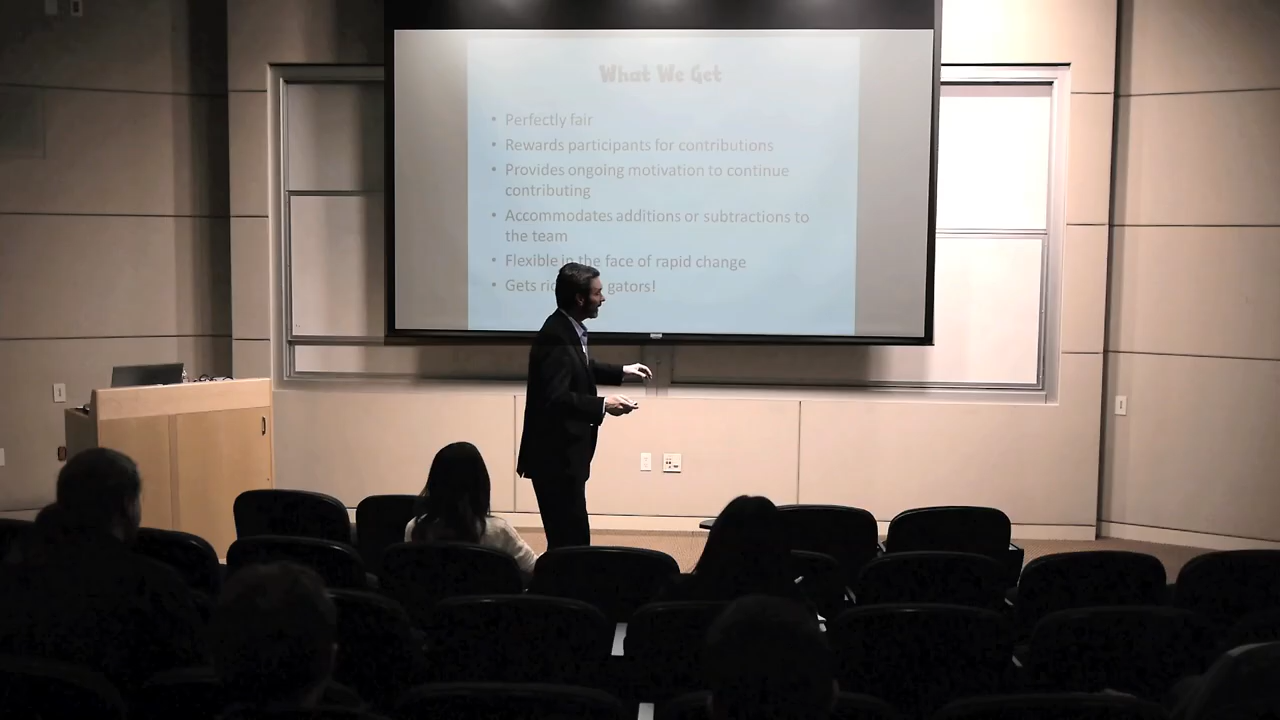 What We Get
• Perfectly fair
• Rewards participants for contributions
• Provides ongoing motivation to continue
contributing
• Accommodates additions or subtractions to
the team
• Flexible in the face of rapid change
• Gets gators!